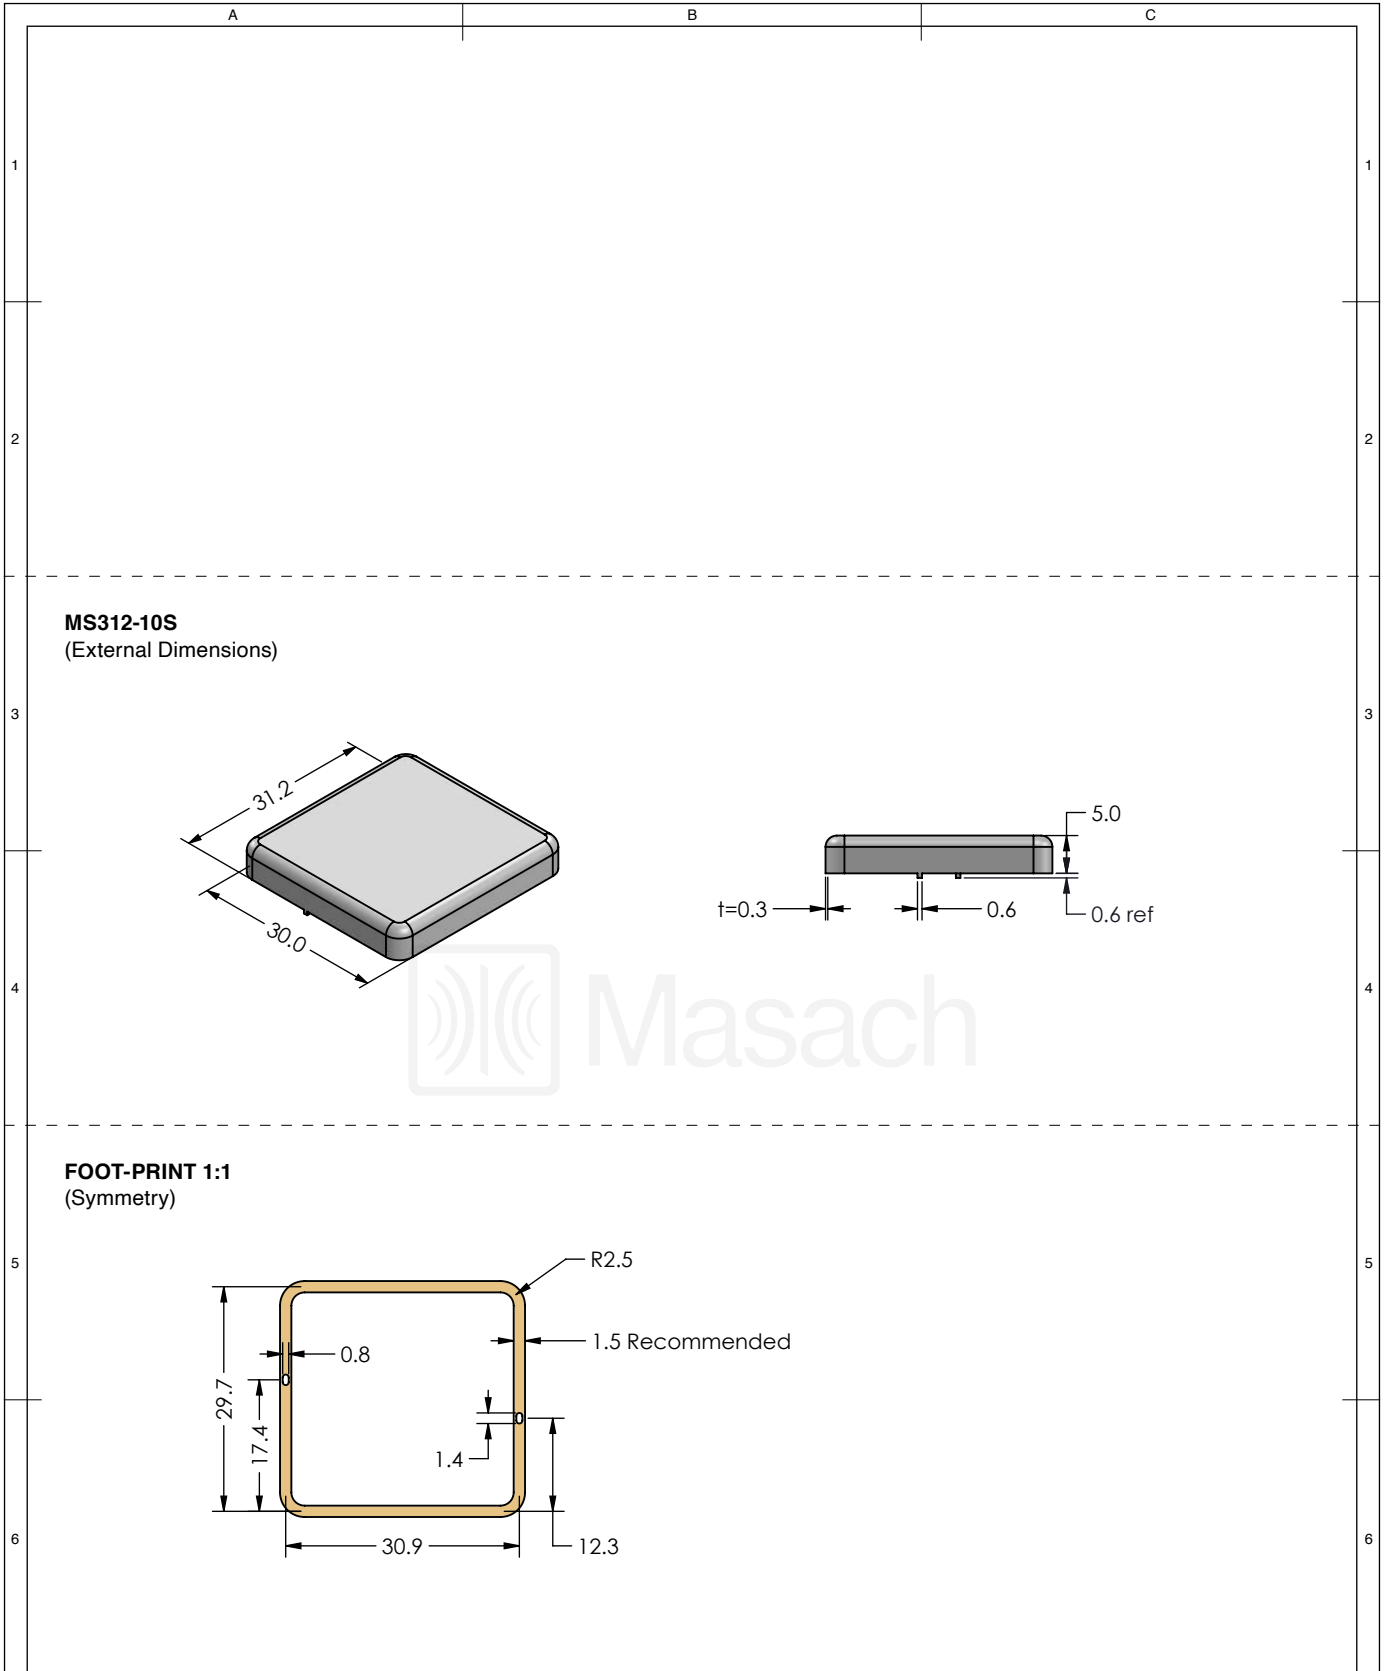 A B C
1 1
2 2
MS312-10S
(External Dimensions)
3 3
31.2
30.0
5.0
t=0.3
0.6
0.6 ref
4 4
Masach
FOOT-PRINT 1:1
(Symmetry)
5 5
R2.5
1.5 Recommended
0.8
29.7
17.4
1.4
30.9
12.3
6 6